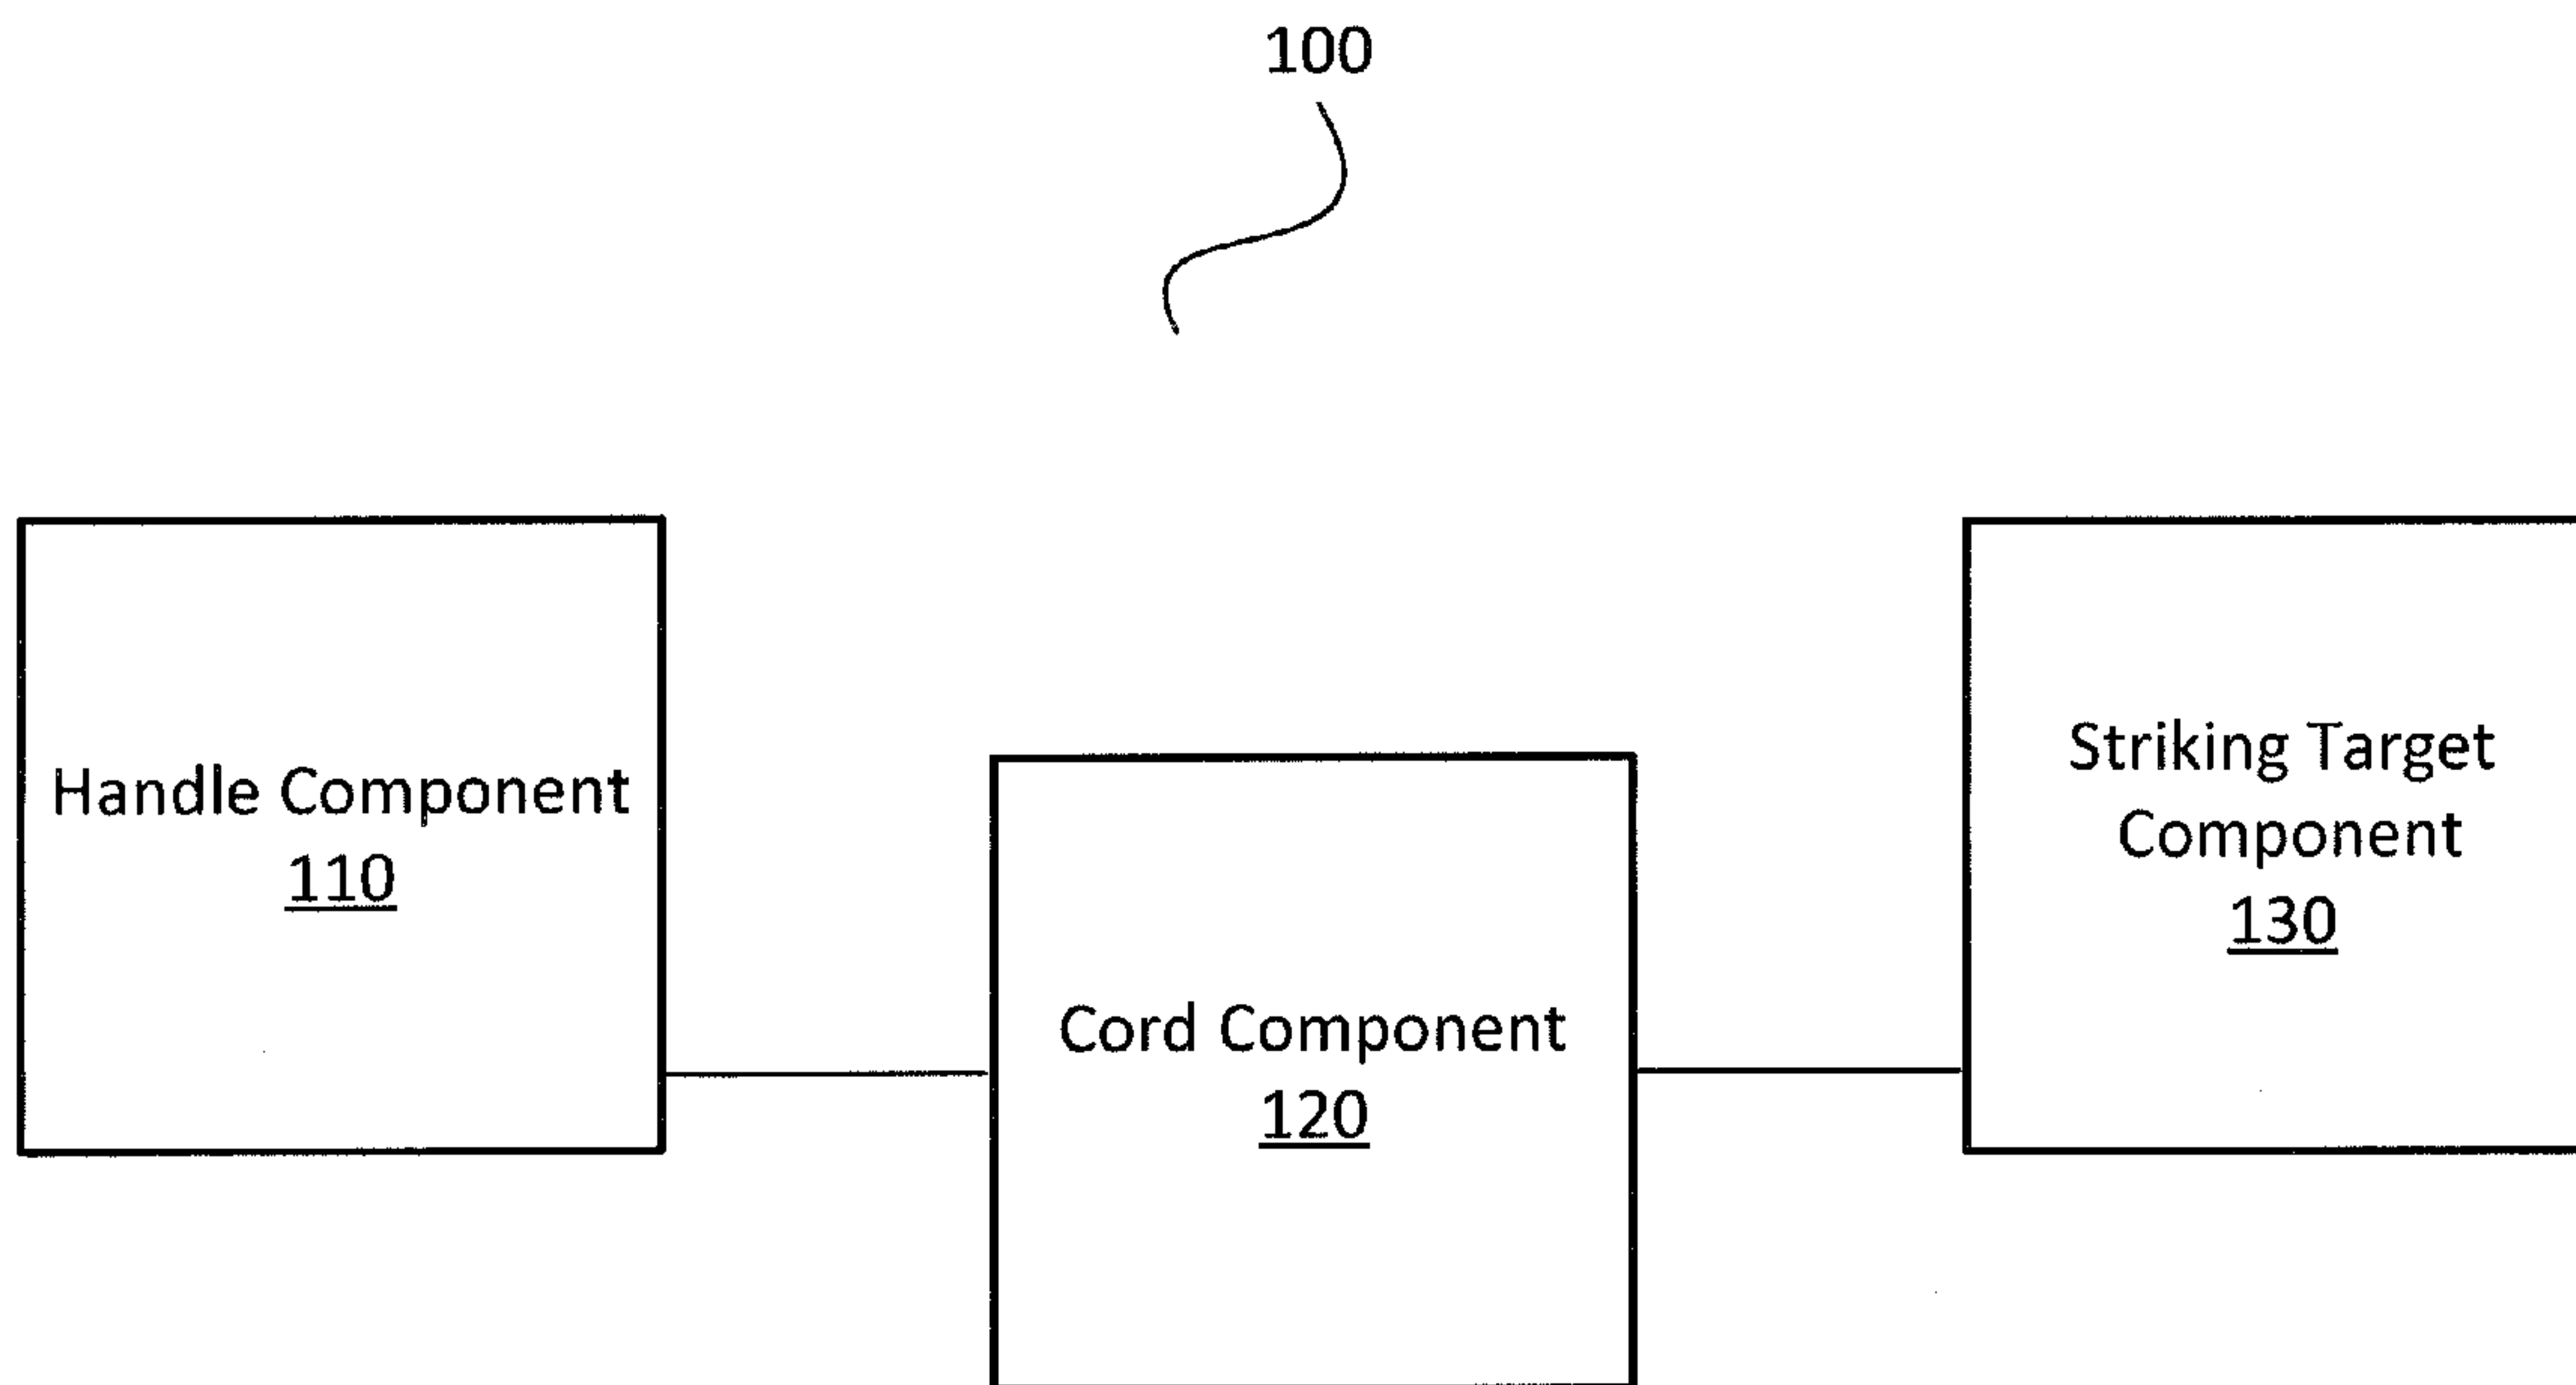 100
Handle Component
110
Cord Component
120
Striking Target
Component
130